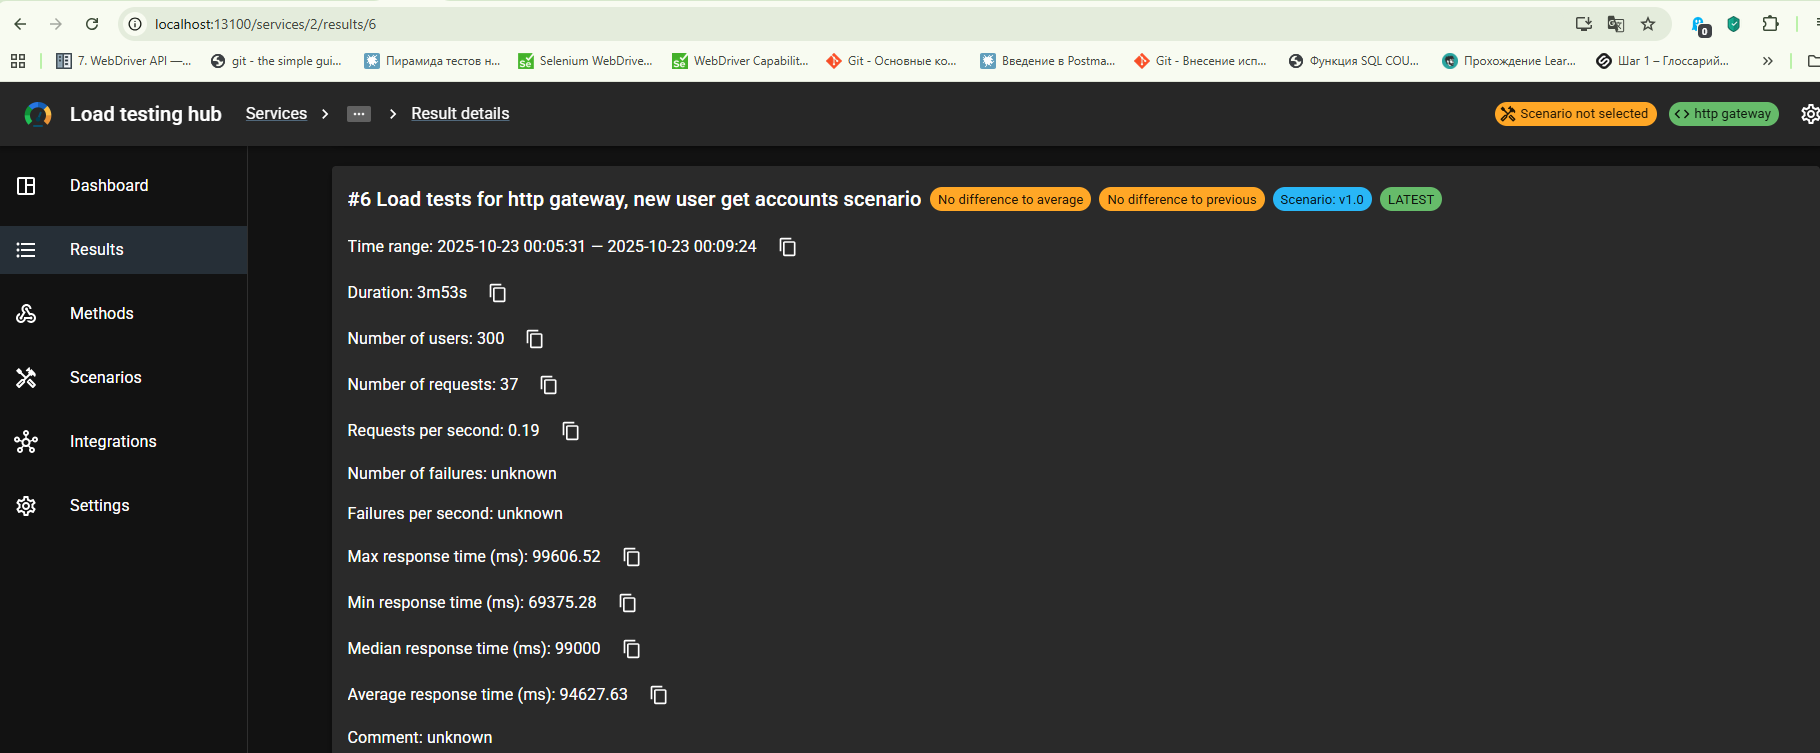 localhost:13100/services/2/results/6
0
7. WebDriver API —...
git - the simple gui...
Пирамида тестов н...
Selenium WebDrive...
WebDriver Capabilit...
Git - Основные ко...
Введение в Postma...
Git - Внесение исп...
Функция SQL COU...
Прохождение Lear...
Шаг 1 – Глоссарий...
Load testing hub
Services
...
Result details
Scenario not selected
http gateway
Dashboard
Results
Methods
Scenarios
Integrations
Settings
#6 Load tests for http gateway, new user get accounts scenario
No difference to average
No difference to previous
Scenario: v1.0
LATEST
Time range: 2025-10-23 00:05:31 — 2025-10-23 00:09:24
Duration: 3m53s
Number of users: 300
Number of requests: 37
Requests per second: 0.19
Number of failures: unknown
Failures per second: unknown
Max response time (ms): 99606.52
Min response time (ms): 69375.28
Median response time (ms): 99000
Average response time (ms): 94627.63
Comment: unknown